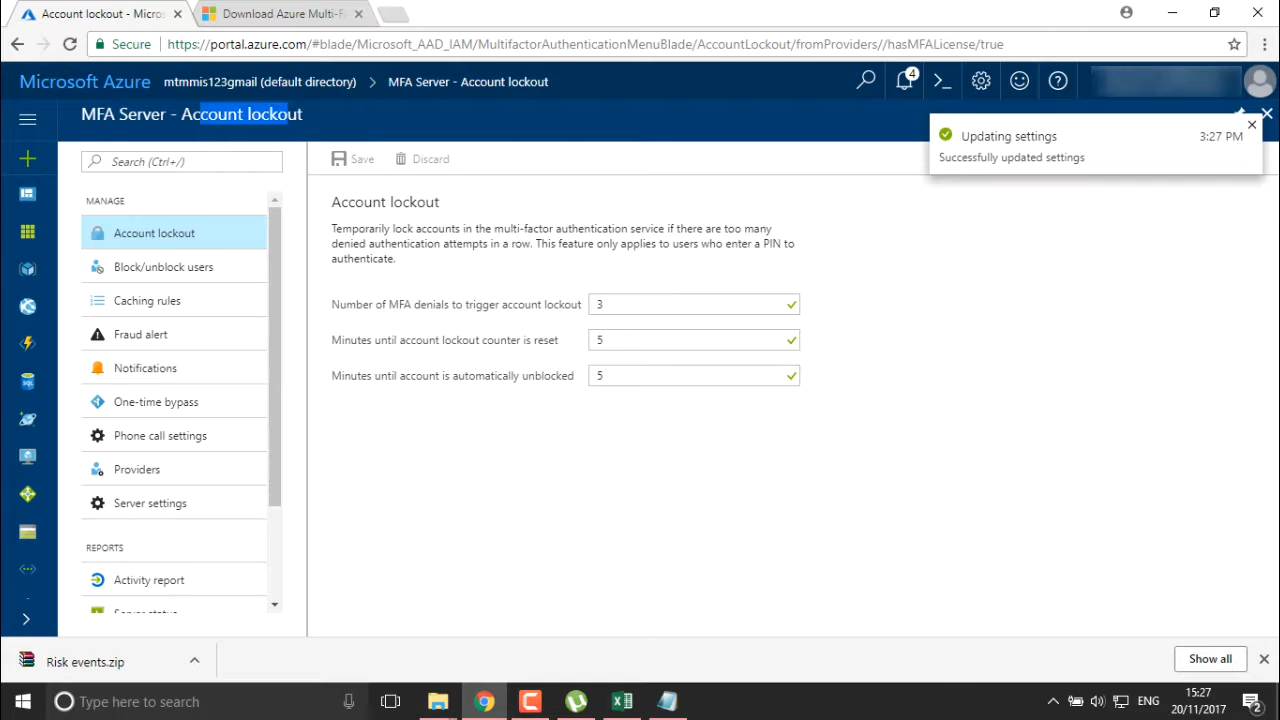 Account lockout - Micros
Download Azure Multi-F
Secure
https://portal.azure.com/#blade/Microsoft_AAD_IAM/MultifactorAuthenticationMenuBlade/AccountLockout/fromProviders//hasMFALicense/true
Microsoft Azure
mtmmis123gmail (default directory)
MFA Server - Account lockout
4
MFA Server - Account lockout
Updating settings
3:27 PM
Successfully updated settings
Search (Ctrl+/)
Save
Discard
MANAGE
Account lockout
Block/unblock users
Caching rules
Fraud alert
Notifications
One-time bypass
Phone call settings
Providers
Server settings
REPORTS
Activity report
Server status
Account lockout
Temporarily lock accounts in the multi-factor authentication service if there are too many
denied authentication attempts in a row. This feature only applies to users who enter a PIN to
authenticate.
Number of MFA denials to trigger account lockout
3
Minutes until account lockout counter is reset
5
Minutes until account is automatically unblocked
5
SQL
Risk events.zip
Show all
Type here to search
ENG
15:27
20/11/2017
2